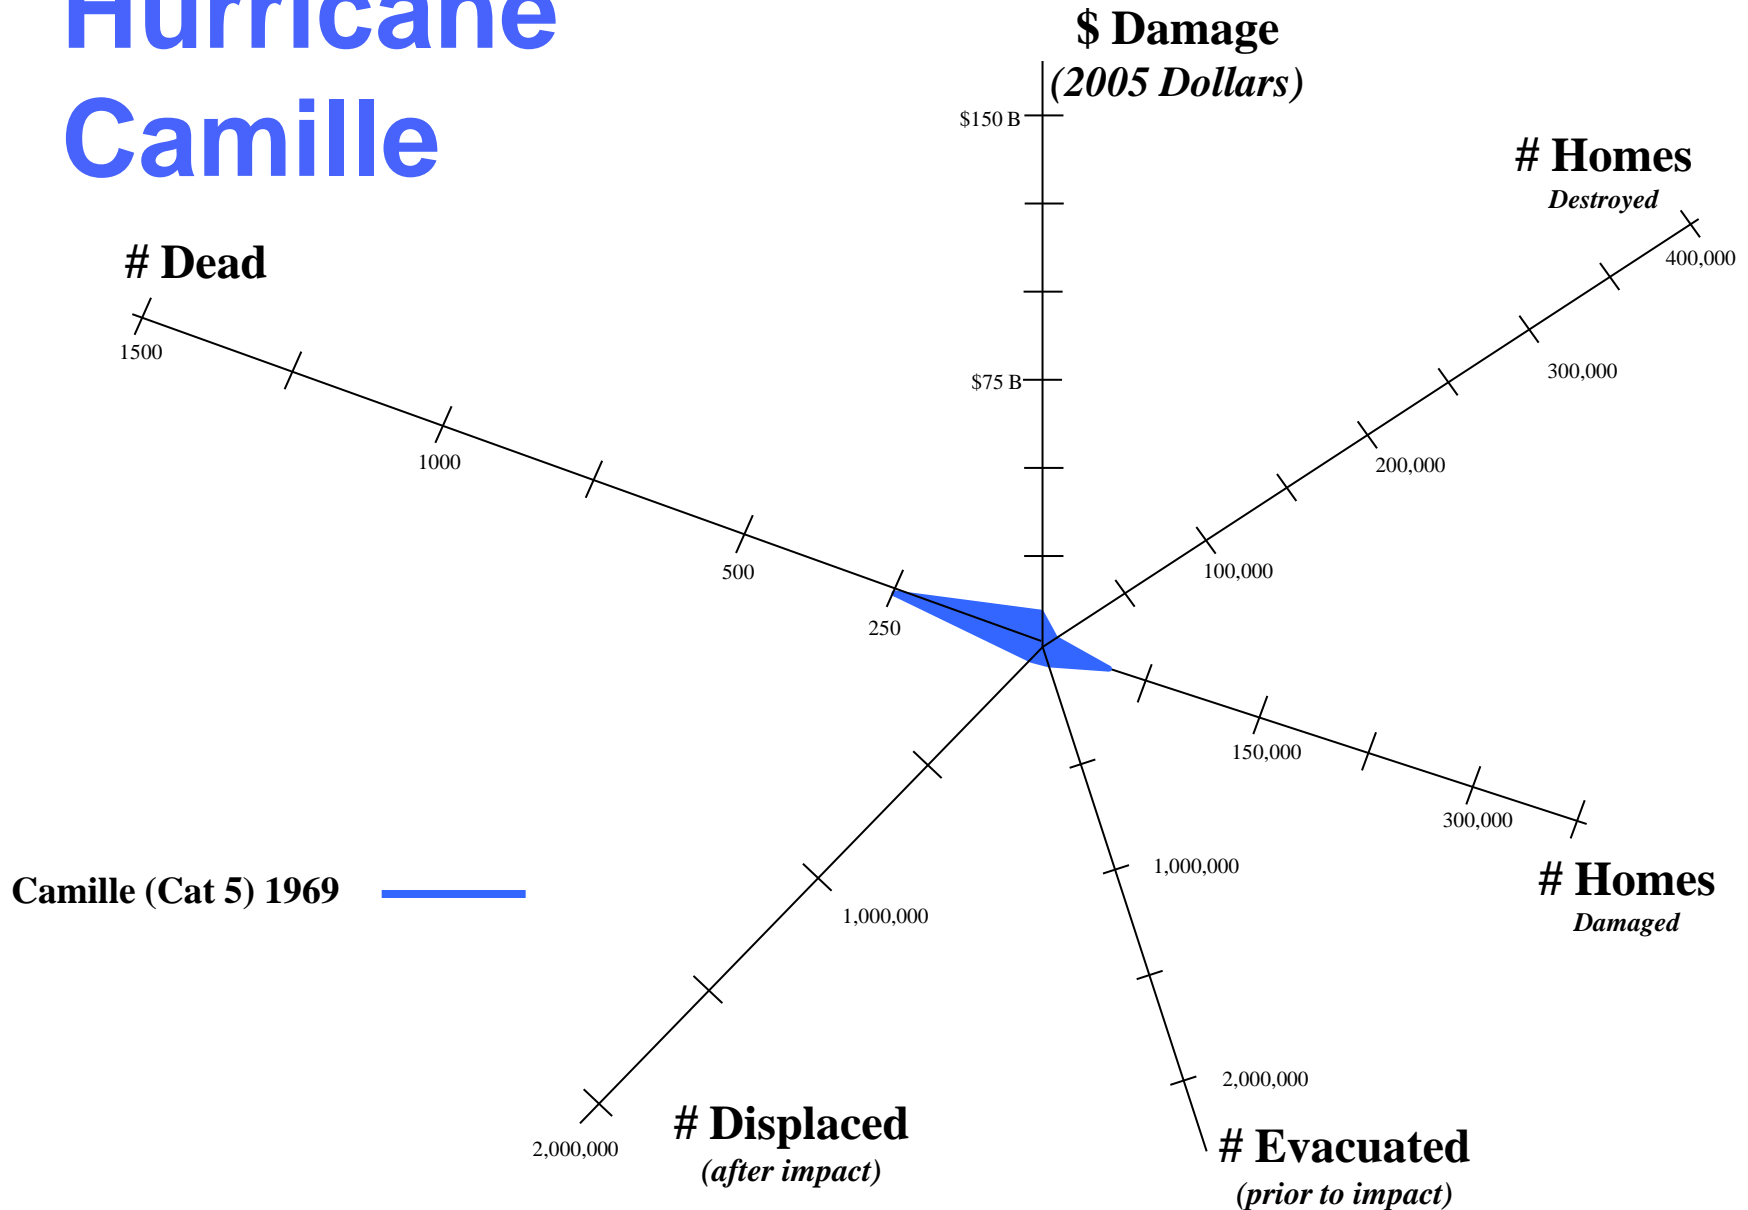 Hurricane
Camille
$ Damage
(2005 Dollars)
$150 B
$75 B
# Homes
Destroyed
400,000
300,000
200,000
100,000
# Dead
1500
1000
500
250
150,000
300,000
# Homes
Damaged
Camille (Cat 5) 1969
1,000,000
2,000,000
# Displaced
(after impact)
1,000,000
2,000,000
# Evacuated
(prior to impact)